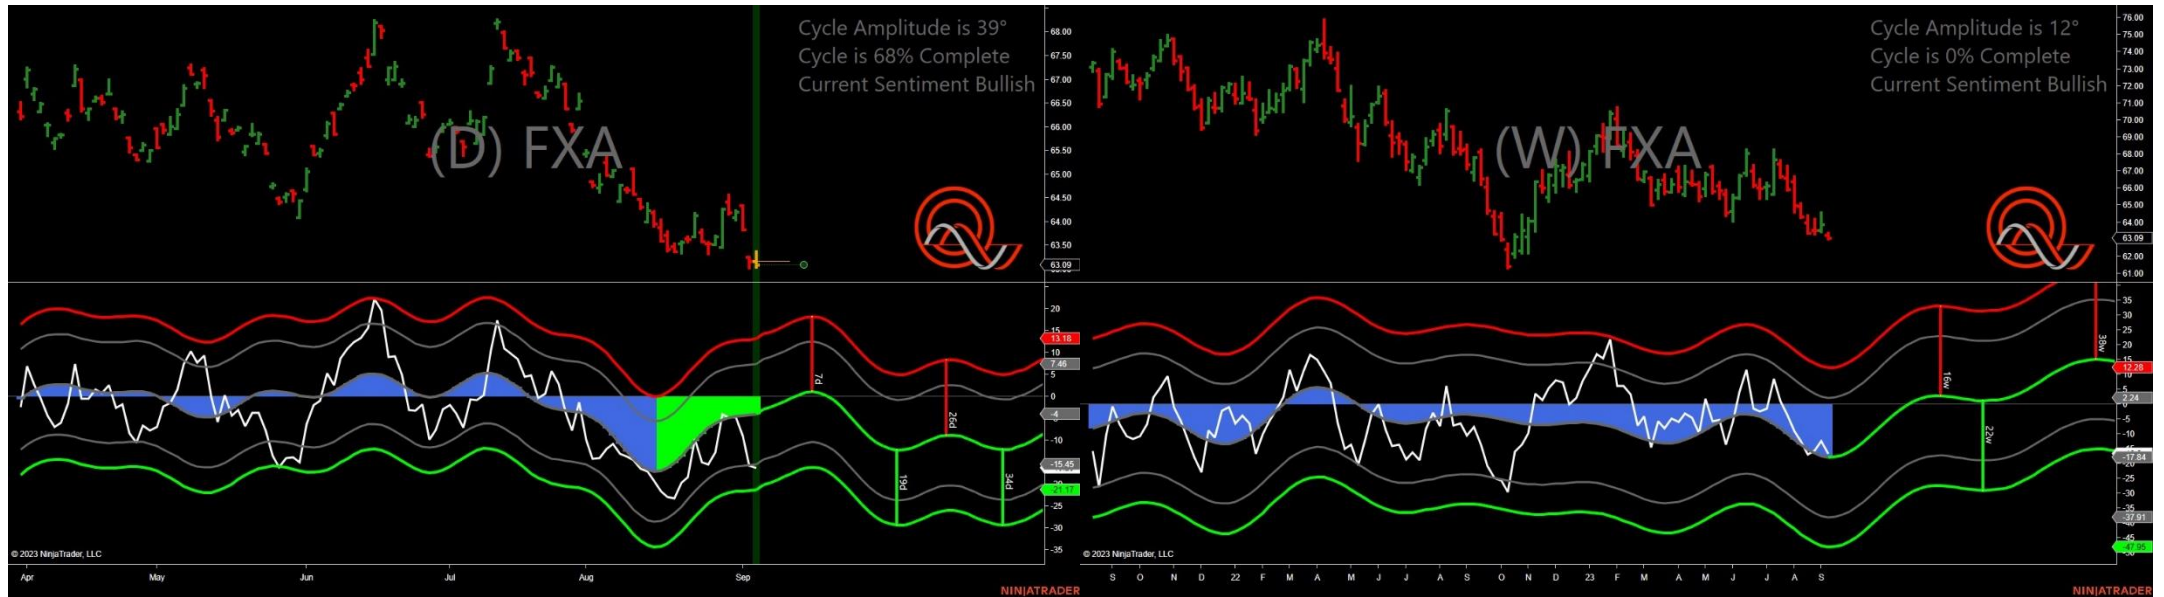 Cycle Amplitude is 39°
Cycle is 68% Complete
Current Sentiment Bullish
(D) FXA
68.00
67.50
67.00
66.50
66.00
65.50
65.00
64.50
64.00
63.50
63.09
20
15
13.18
10
7.46
5
0
-4
-10
-15.45
-21.17
-25
-30
-35
7d
19d
26d
34d
© 2023 NinjaTrader, LLC
Apr May Jun Jul Aug Sep
NINJATRADER
Cycle Amplitude is 12°
Cycle is 0% Complete
Current Sentiment Bullish
(W) FXA
76.00
75.00
74.00
73.00
72.00
71.00
70.00
69.00
68.00
67.00
66.00
65.00
64.00
63.09
62.00
61.00
35
30
25
20
15
12.28
10
5
2.24
-5
-10
-17.84
-25
-30
-37.91
-45
-47.95
16w
22w
38w
© 2023 NinjaTrader, LLC
S O N D 22 F M A M J J A S O N D 23 F M A M J J A S
NINJATRADER